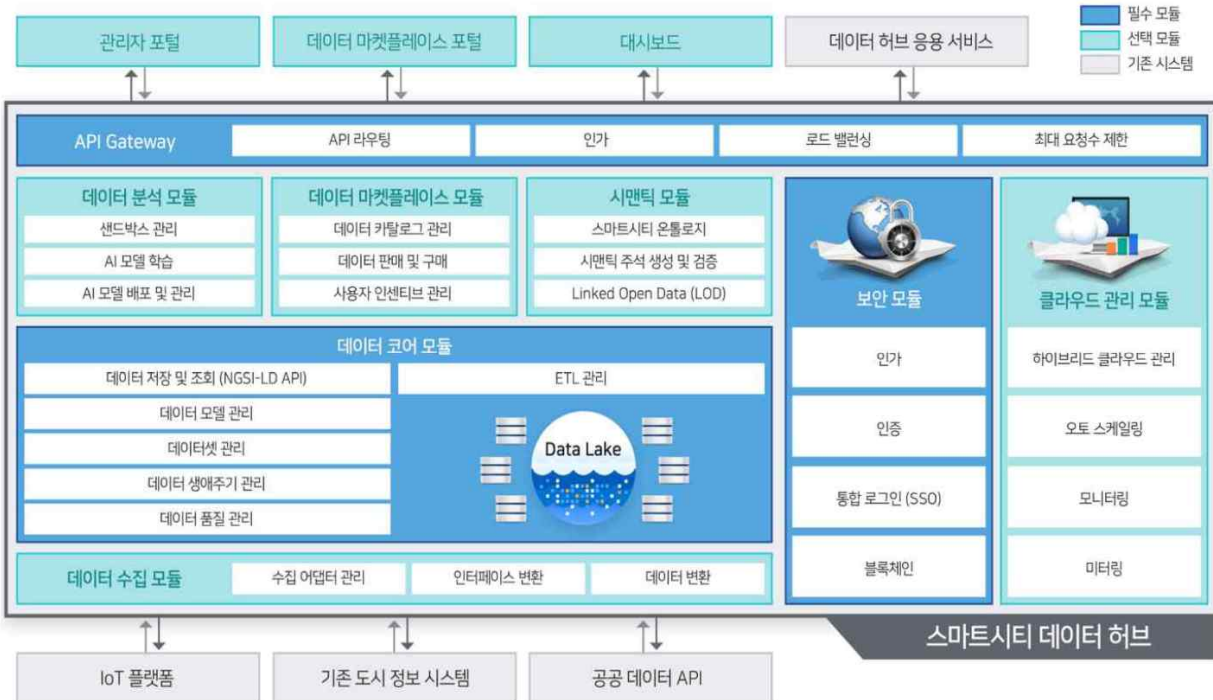 필수 모듈
선택 모듈
기존 시스템
관리자 포털
데이터 마켓플레이스 포털
대시보드
데이터 허브 응용 서비스
API Gateway
API 라우팅
인가
로드 밸런싱
최대 요청수 제한
데이터 분석 모듈
샌드박스 관리
AI 모델 학습
AI 모델 배포 및 관리
데이터 마켓플레이스 모듈
데이터 카탈로그 관리
데이터 판매 및 구매
사용자 인센티브 관리
시맨틱 모듈
스마트시티 온톨로지
시맨틱 주석 생성 및 검증
Linked Open Data (LOD)
데이터 코어 모듈
데이터 저장 및 조회 (NGSI-LD API)
데이터 모델 관리
데이터셋 관리
데이터 생애주기 관리
데이터 품질 관리
ETL 관리
Data Lake
보안 모듈
인가
인증
통합 로그인 (SSO)
블록체인
클라우드 관리 모듈
하이브리드 클라우드 관리
오토 스케일링
모니터링
미터링
데이터 수집 모듈
수집 어댑터 관리
인터페이스 변환
데이터 변환
스마트시티 데이터 허브
IoT 플랫폼
기존 도시 정보 시스템
공공 데이터 API